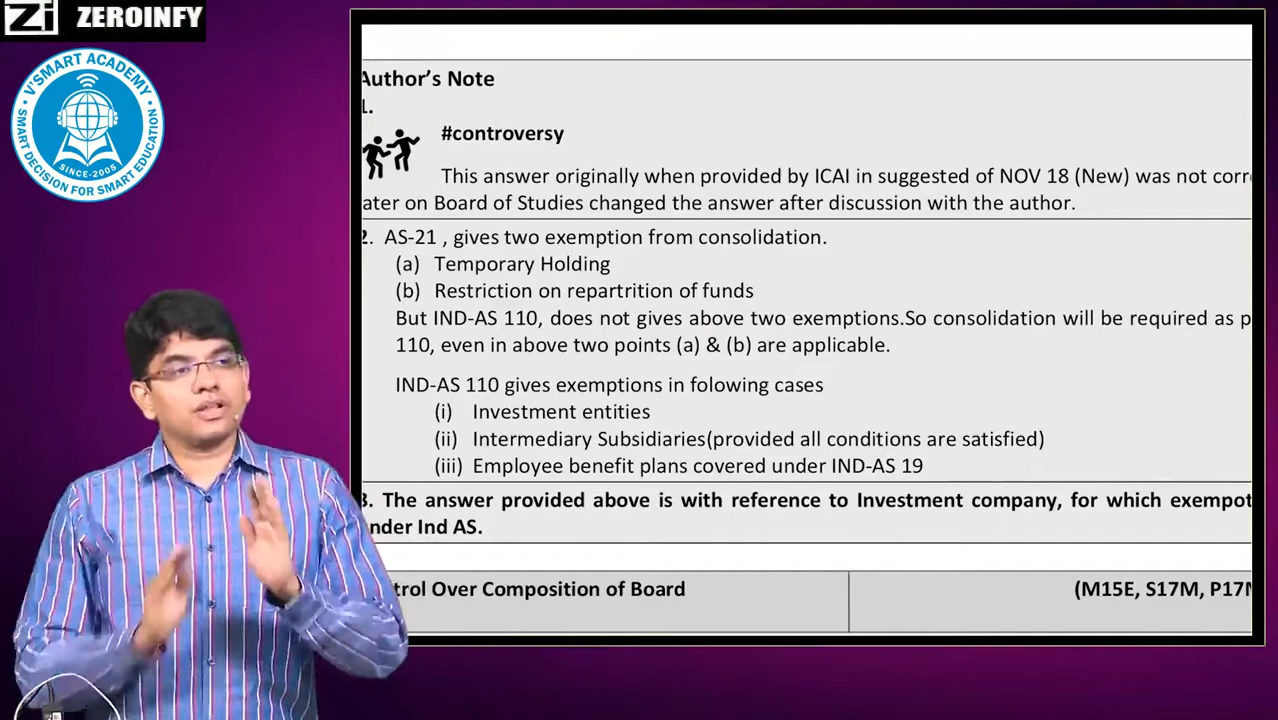 Zi ZEROINFY
V'SMART ACADEMY
SINCE-2005
SMART DECISION FOR SMART EDUCATION
Author's Note
1.
#controversy
This answer originally when provided by ICAI in suggested of NOV 18 (New) was not corr
ater on Board of Studies changed the answer after discussion with the author.
2. AS-21 , gives two exemption from consolidation.
(a) Temporary Holding
(b) Restriction on repartrition of funds
But IND-AS 110, does not gives above two exemptions.So consolidation will be required as p
110, even in above two points (a) & (b) are applicable.
IND-AS 110 gives exemptions in folowing cases
(i) Investment entities
(ii) Intermediary Subsidiaries(provided all conditions are satisfied)
(iii) Employee benefit plans covered under IND-AS 19
3. The answer provided above is with reference to Investment company, for which exempot
nder Ind AS.
trol Over Composition of Board (M15E, S17M, P17M